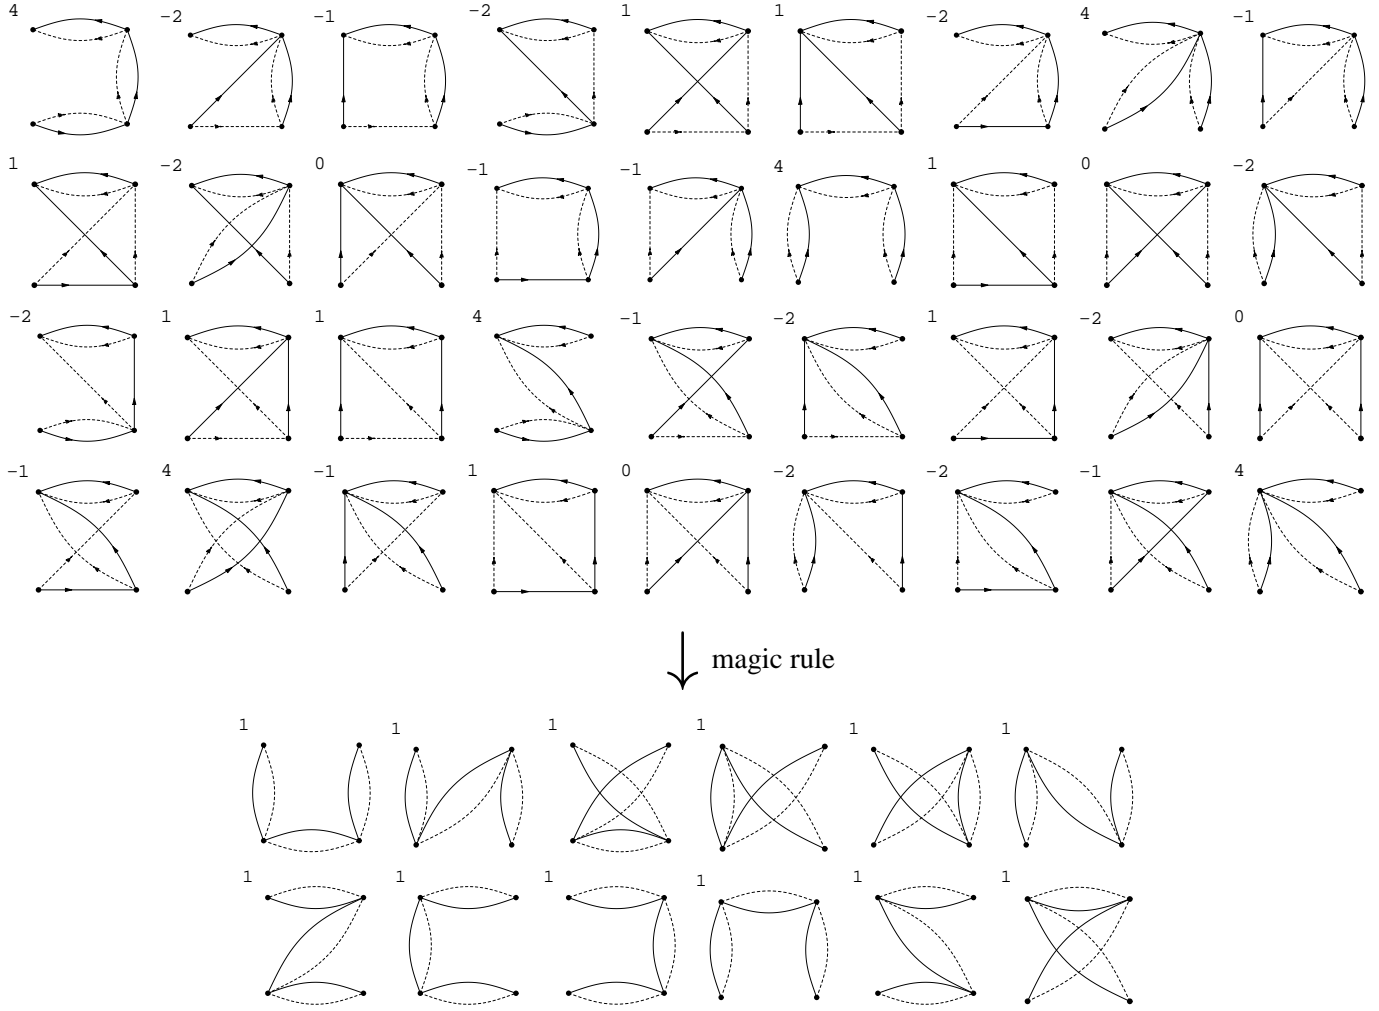 4 -2 -1 -2 1 1 -2 4 -1
1 -2 0 -1 -1 4 1 0 -2
-2 1 1 4 -1 -2 1 -2 0
-1 4 -1 1 0 -2 -2 -1 4
magic rule
1 1 1 1 1 1
1 1 1 1 1 1